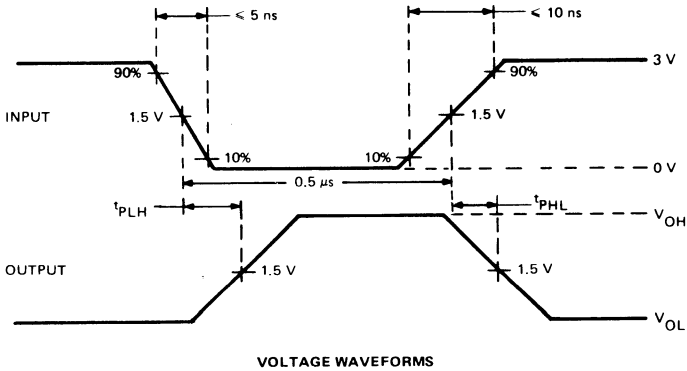 ≤ 5 ns
≤ 10 ns
90%
90%
3 V
INPUT
1.5 V
1.5 V
10%
10%
0 V
0.5 μs
tPLH
tPHL
VOH
OUTPUT
1.5 V
1.5 V
VOL
VOLTAGE WAVEFORMS